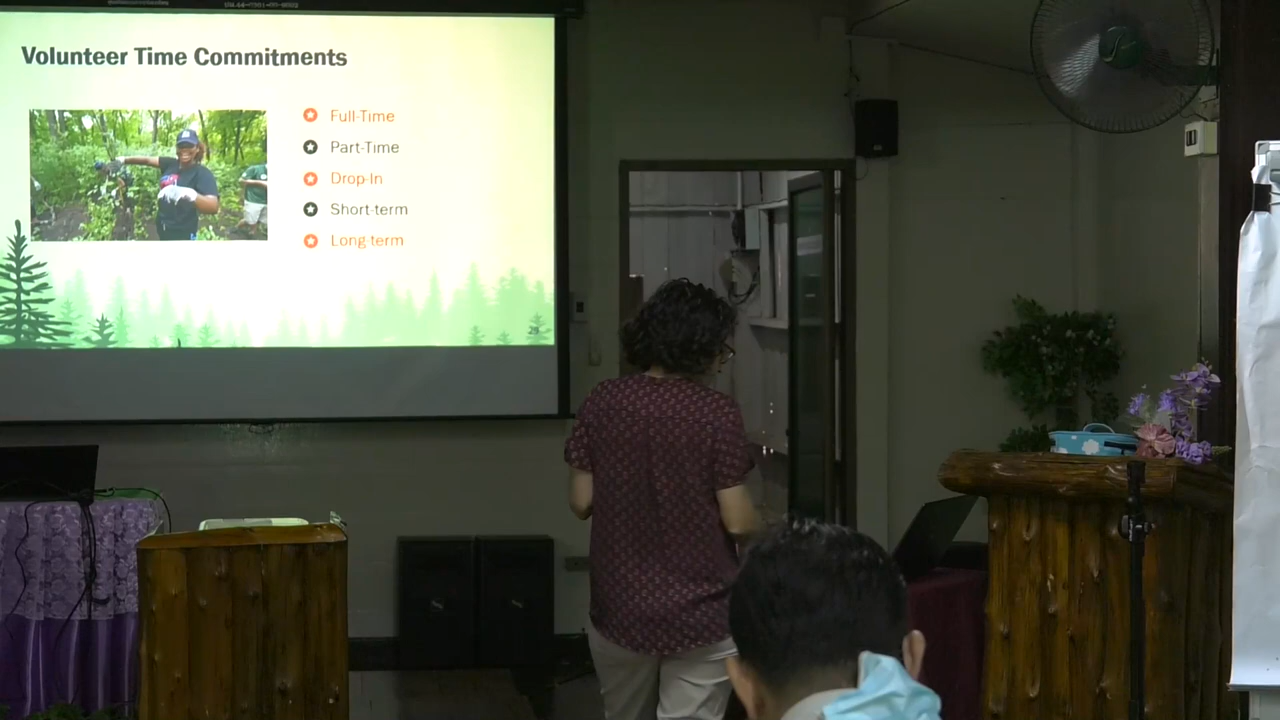 Volunteer Time Commitments
Full-Time
Part-Time
Drop-In
Short-term
Long-term